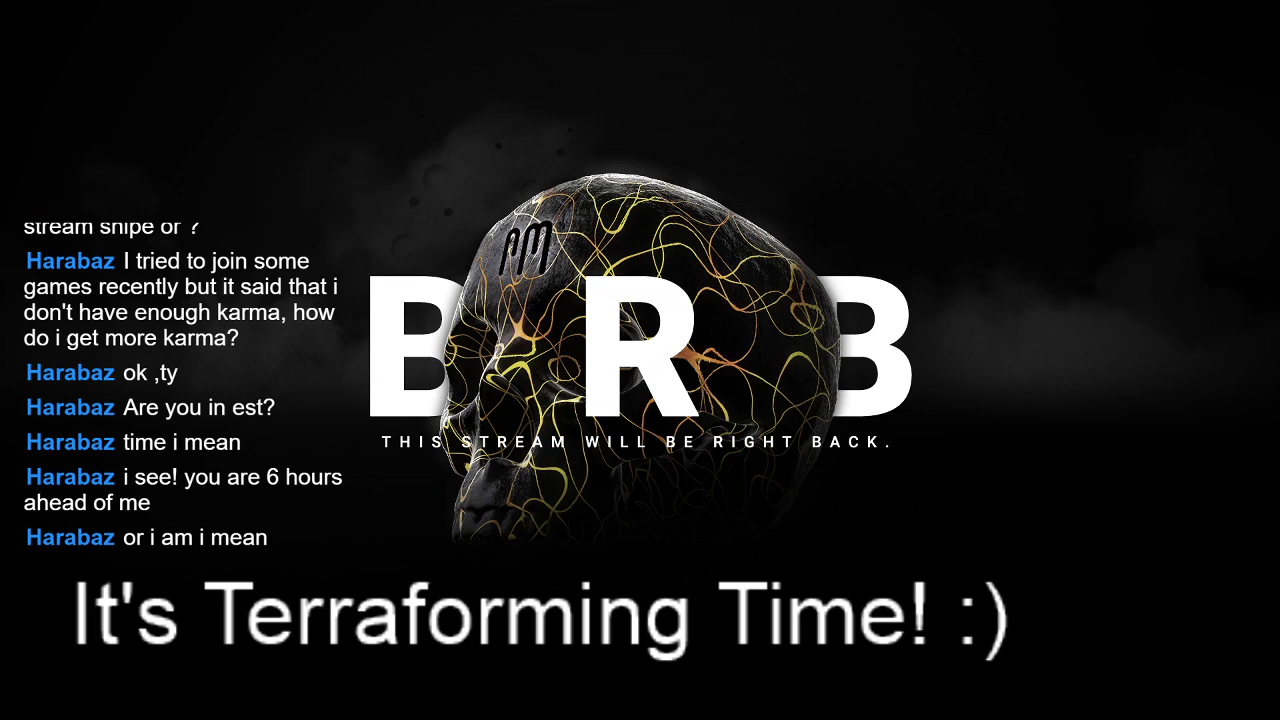 stream snipe or ?
Harabaz I tried to join some
games recently but it said that i
don't have enough karma, how
do i get more karma?
Harabaz ok ,ty
Harabaz Are you in est?
Harabaz time i mean
Harabaz i see! you are 6 hours
ahead of me
Harabaz or i am i mean
AM
BRB
THIS STREAM WILL BE RIGHT BACK.
It's Terraforming Time! :)